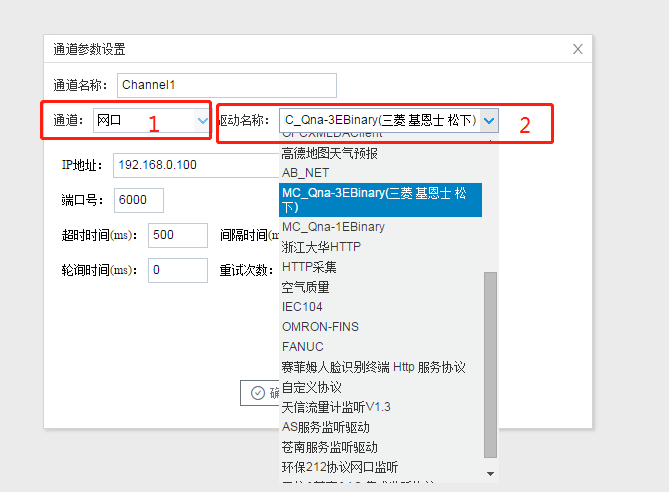 通道参数设置
通道名称： Channel1
通道： 网口 1 驱动名称： C_Qna-3EBinary(三菱 基恩士 松下) 2
OPCXMLDAClient
高德地图天气预报
IP地址： 192.168.0.100
AB_NET
MC_Qna-3EBinary(三菱 基恩士 松
下)
端口号： 6000
MC_Qna-1EBinary
超时时间(ms)： 500 间隔时间(m
浙江大华HTTP
轮询时间(ms)： 0 重试次数：
HTTP采集
空气质量
IEC104
OMRON-FINS
FANUC
赛菲姆人脸识别终端 Http 服务协议
自定义协议
确
天信流量计监听V1.3
AS服务监听驱动
苍南服务监听驱动
环保212协议网口监听